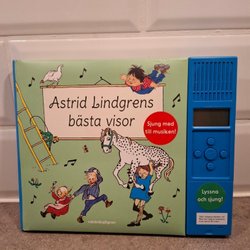 Astrid Lindgrens
bästa visor
Sjung med
till musiken!
Lyssna
och sjung!